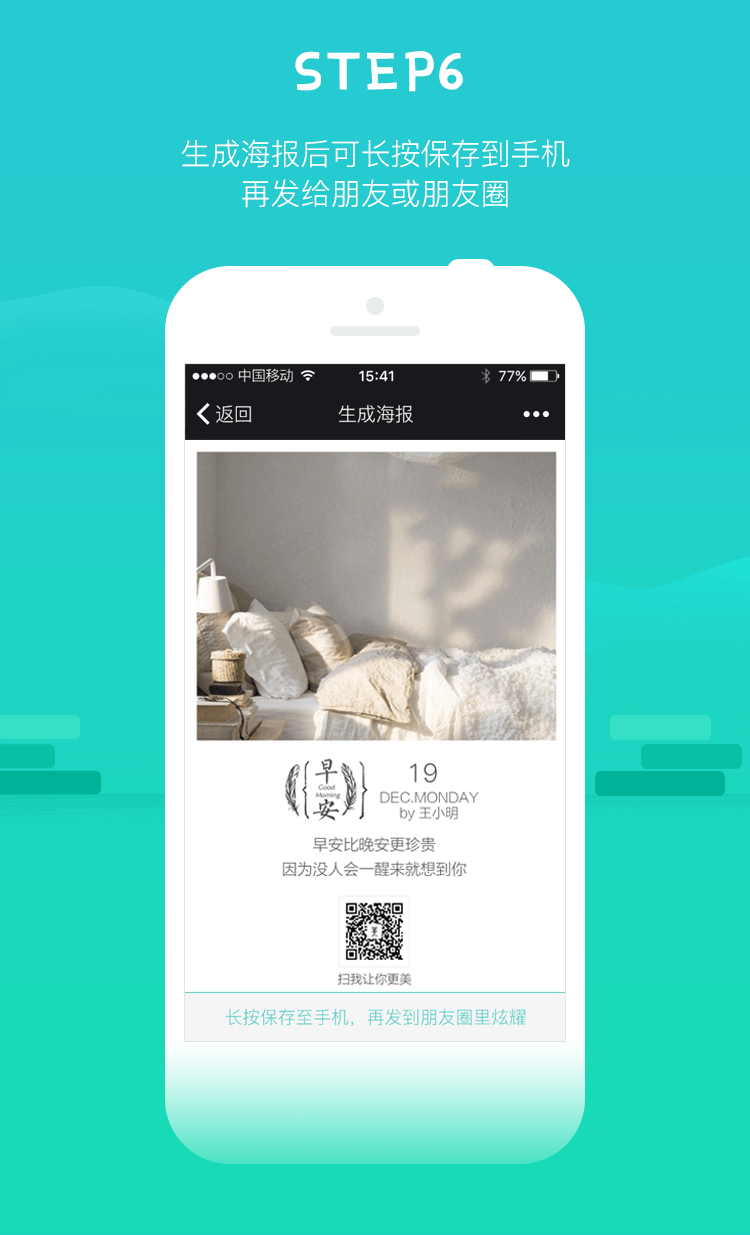 STEP6
生成海报后可长按保存到手机
再发给朋友或朋友圈
中国移动
15:41
77%
返回
生成海报
早安
Good
Morning
19
DEC.MONDAY
by 王小明
早安比晚安更珍贵
因为没人会一醒来就想到你
美
扫我让你更美
长按保存至手机，再发到朋友圈里炫耀